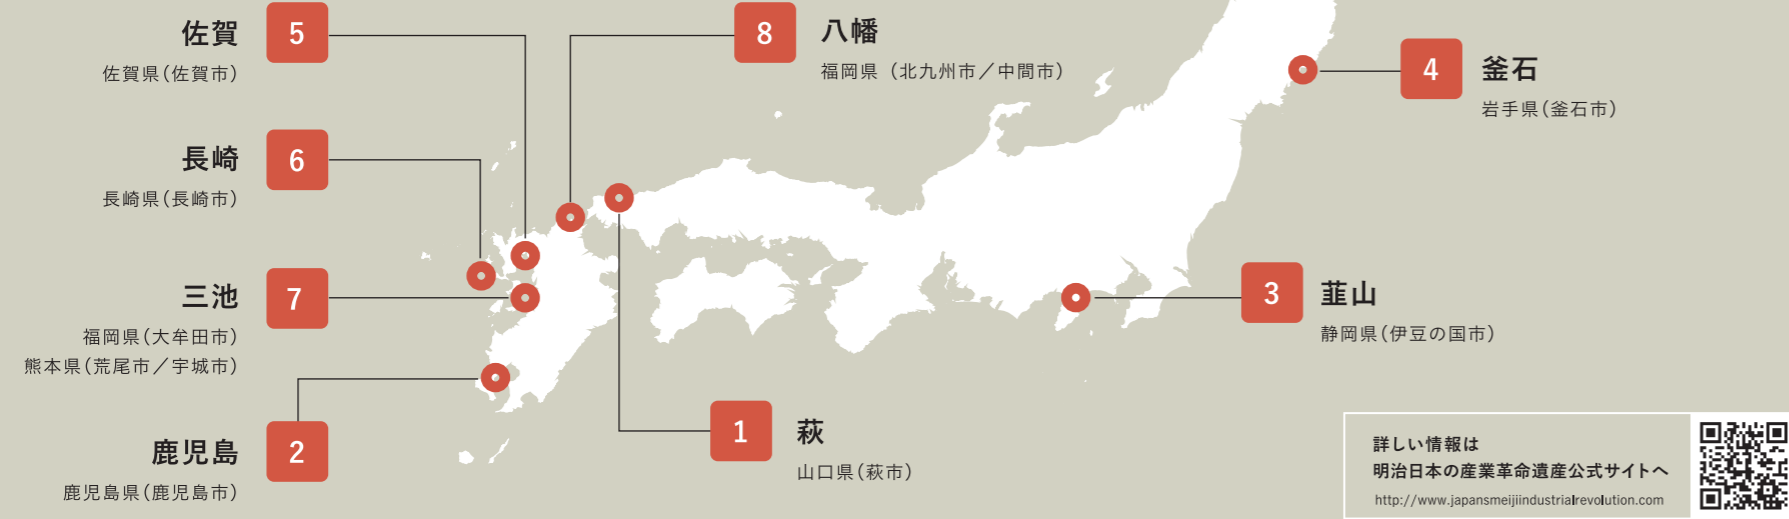 佐賀
5
佐賀県(佐賀市)
8
八幡
福岡県 (北九州市／中間市)
4
釜石
岩手県(釜石市)
長崎
6
長崎県(長崎市)
三池
7
福岡県(大牟田市)
熊本県(荒尾市／宇城市)
3
韮山
静岡県(伊豆の国市)
鹿児島
2
鹿児島県(鹿児島市)
1
萩
山口県(萩市)
詳しい情報は
明治日本の産業革命遺産公式サイトへ
http://www.japansmeijiindustrialrevolution.com